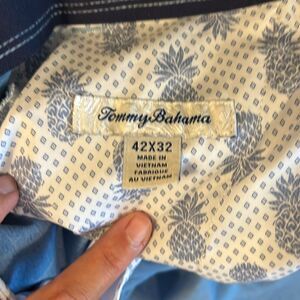 Tommy Bahama
42X32
MADE IN
VIETNAM
FABRIQUÉ
AU VIETNAM